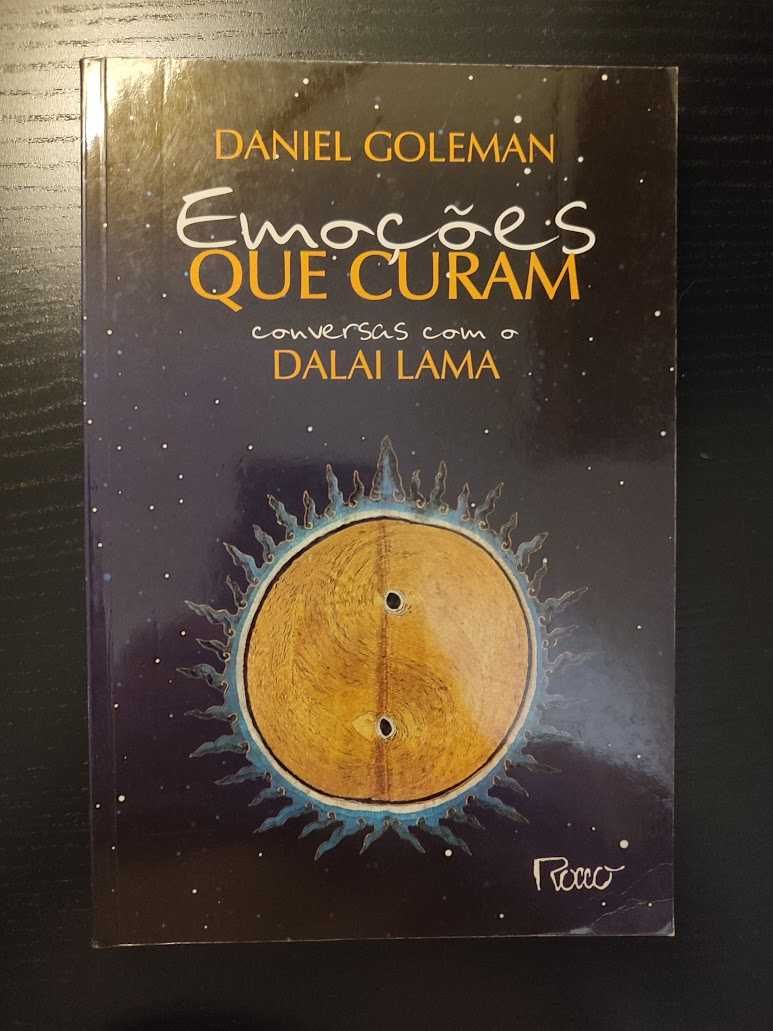 DANIEL GOLEMAN
Emoções
QUE CURAM
conversas com o
DALAI LAMA
Rocco